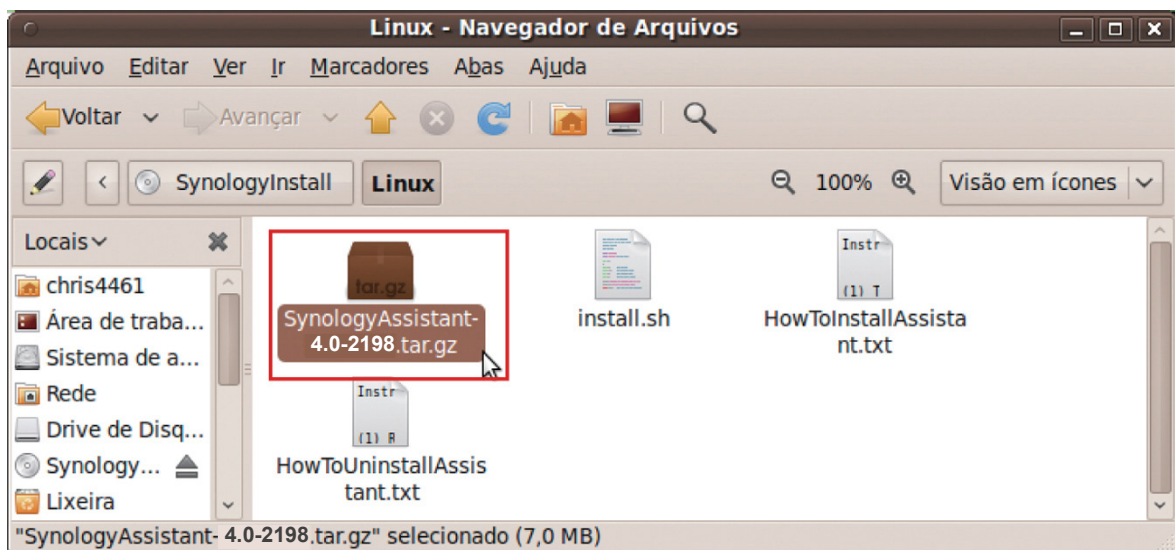 Linux - Navegador de Arquivos
Arquivo Editar Ver Ir Marcadores Abas Ajuda
Voltar Avançar
SynologyInstall Linux 100% Visão em ícones
Locais
chris4461
Área de traba...
Sistema de a...
Rede
Drive de Disq...
Synology...
Lixeira
tar.gz
SynologyAssistant-
4.0-2198.tar.gz
install.sh
Instr
(1) T
HowToInstallAssista
nt.txt
Instr
(1) R
HowToUninstallAssis
tant.txt
"SynologyAssistant- 4.0-2198.tar.gz" selecionado (7,0 MB)